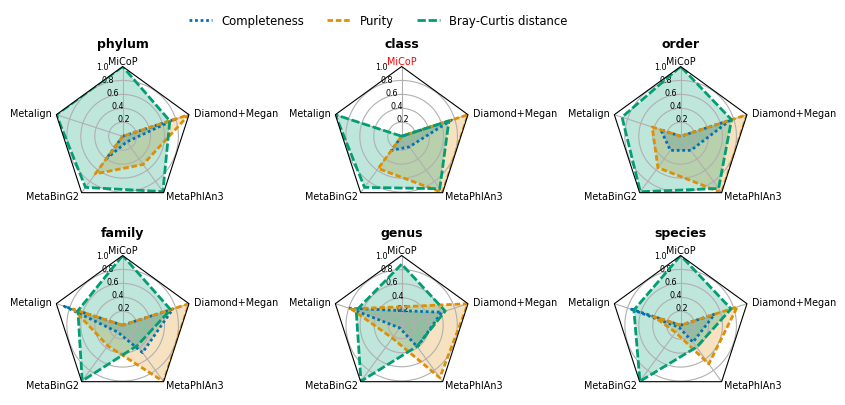 Completeness Purity Bray-Curtis distance
phylum class order
MiCoP MiCoP MiCoP
1.0 1.0 1.0
0.8 0.8 0.8
0.6 0.6 0.6
0.4 0.4 0.4
0.2 0.2 0.2
Metalign Diamond+Megan Metalign Diamond+Megan Metalign Diamond+Megan
MetaBinG2 MetaPhlAn3 MetaBinG2 MetaPhlAn3 MetaBinG2 MetaPhlAn3
family genus species
MiCoP MiCoP MiCoP
1.0 1.0 1.0
0.8 0.8 0.8
0.6 0.6 0.6
0.4 0.4 0.4
0.2 0.2
Metalign Diamond+Megan Metalign Diamond+Megan Metalign Diamond+Megan
MetaBinG2 MetaPhlAn3 MetaBinG2 MetaPhlAn3 MetaBinG2 MetaPhlAn3